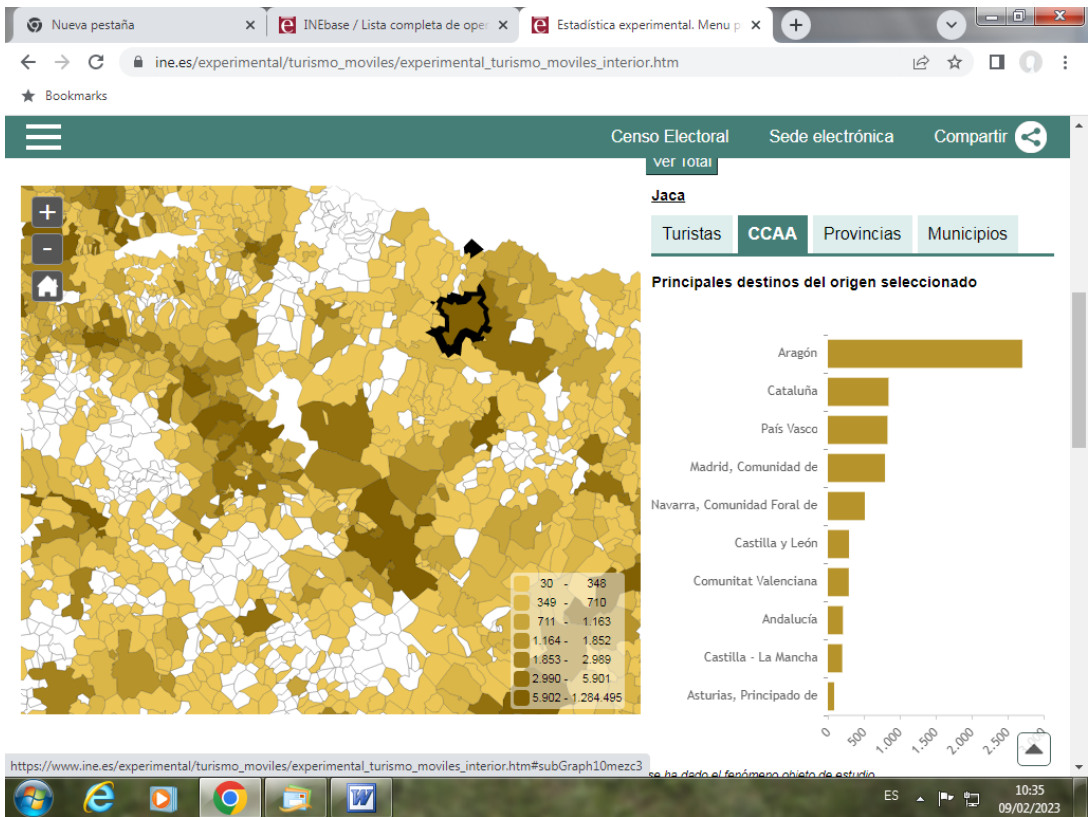 Nueva pestaña
INEbase / Lista completa de oper
Estadística experimental. Menu p
ine.es/experimental/turismo_moviles/experimental_turismo_moviles_interior.htm
Bookmarks
Censo Electoral Sede electrónica Compartir
Ver Total
Jaca
Turistas CCAA Provincias Municipios
Principales destinos del origen seleccionado
+
-
Aragón
Cataluña
País Vasco
Madrid, Comunidad de
Navarra, Comunidad Foral de
Castilla y León
Comunitat Valenciana
Andalucía
Castilla - La Mancha
Asturias, Principado de
0 500 1.000 1.500 2.000 2.500
30 - 348
349 - 710
711 - 1.163
1.164 - 1.852
1.853 - 2.989
2.990 - 5.901
5.902 - 1.284.495
se ha dado el fenómeno objeto de estudio
https://www.ine.es/experimental/turismo_moviles/experimental_turismo_moviles_interior.htm#subGraph10mezc3
ES
10:35
09/02/2023